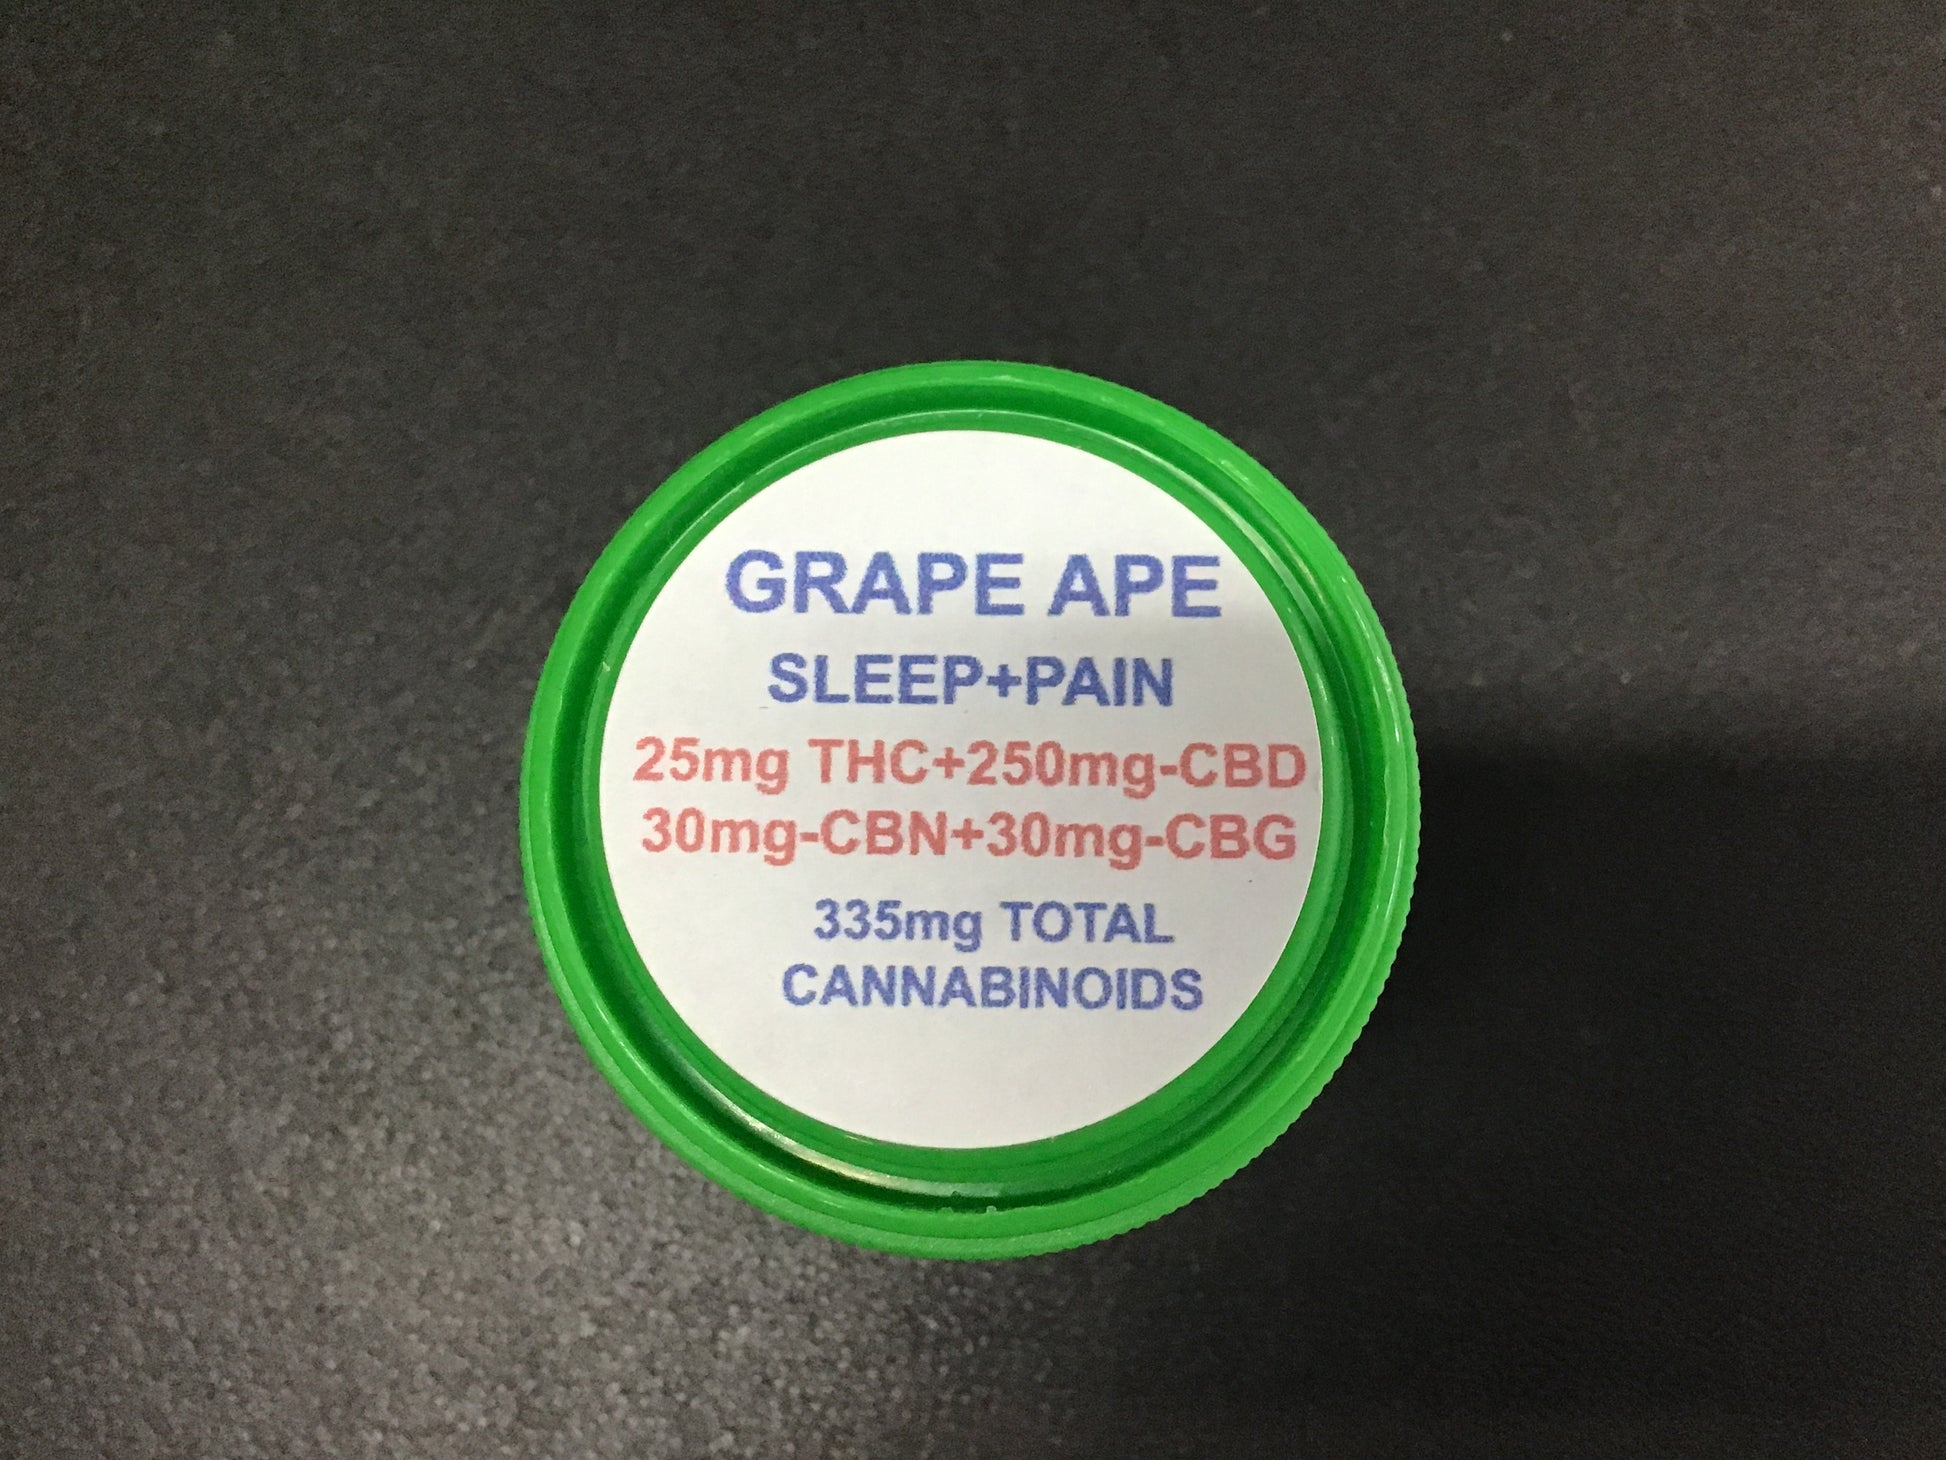 GRAPE APE
SLEEP+PAIN
25mg THC+250mg-CBD
30mg-CBN+30mg-CBG
335mg TOTAL
CANNABINOIDS